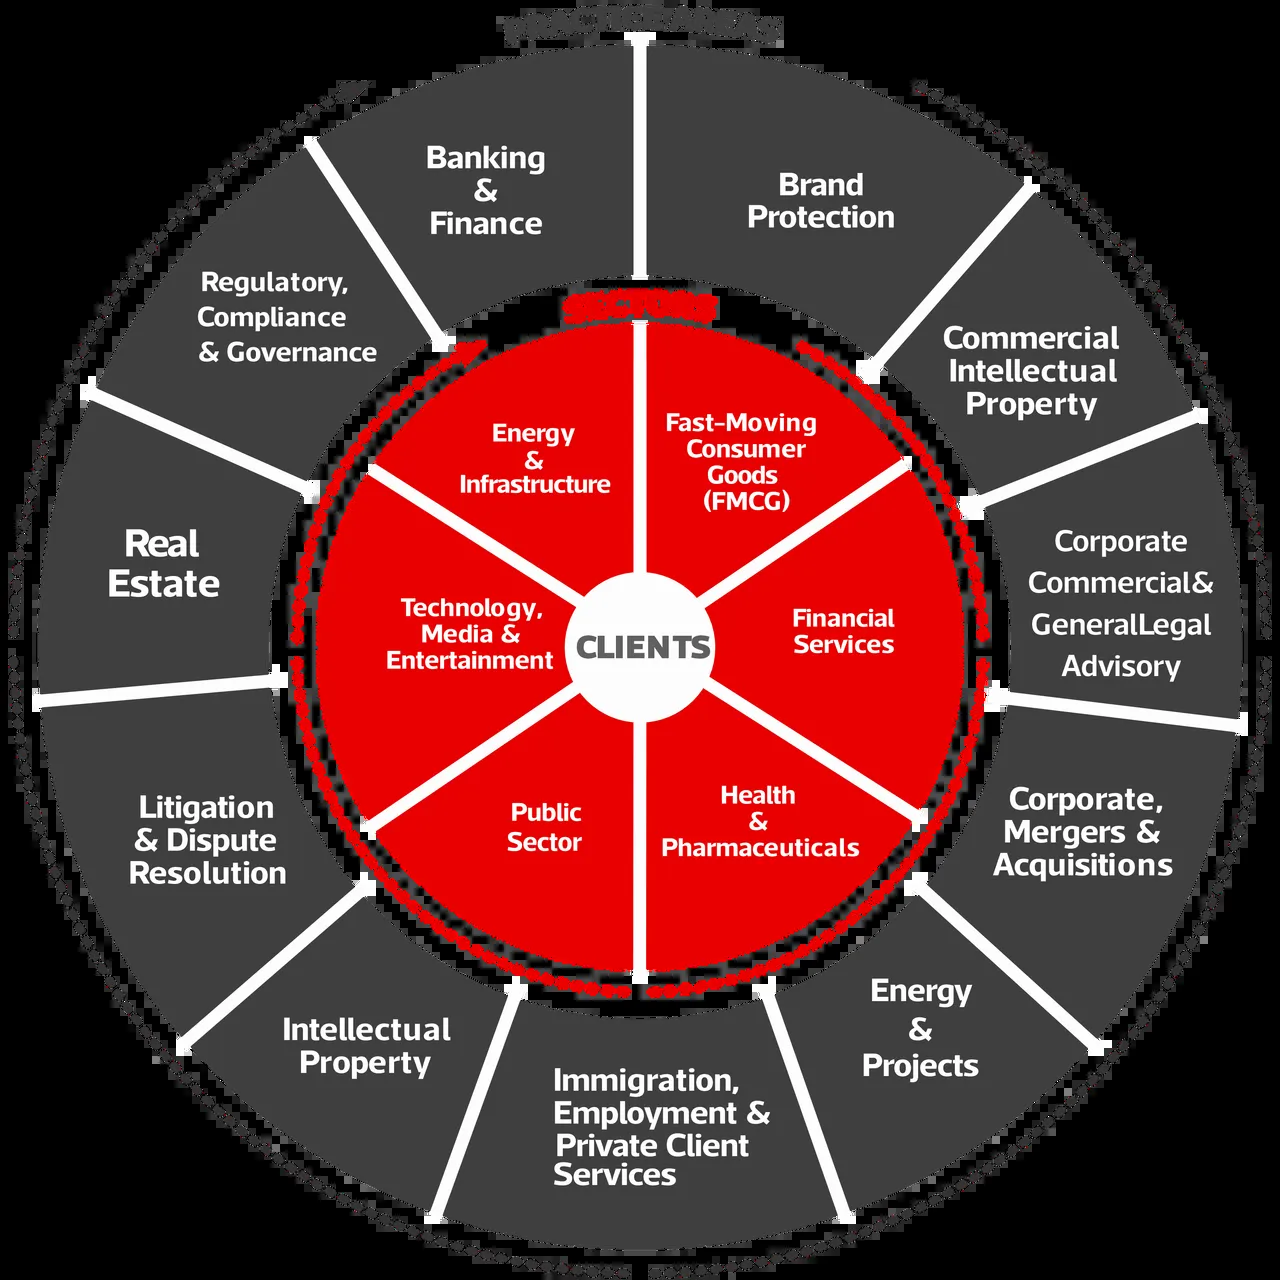 PRACTICE AREAS
Banking
&
Finance
Brand
Protection
Commercial
Intellectual
Property
Corporate
Commercial&
GeneralLegal
Advisory
Corporate,
Mergers &
Acquisitions
Energy
&
Projects
Immigration,
Employment &
Private Client
Services
Intellectual
Property
Litigation
& Dispute
Resolution
Real
Estate
Regulatory,
Compliance
& Governance
SECTORS
Energy
&
Infrastructure
Fast-Moving
Consumer
Goods
(FMCG)
Financial
Services
Health
&
Pharmaceuticals
Public
Sector
Technology,
Media &
Entertainment
CLIENTS